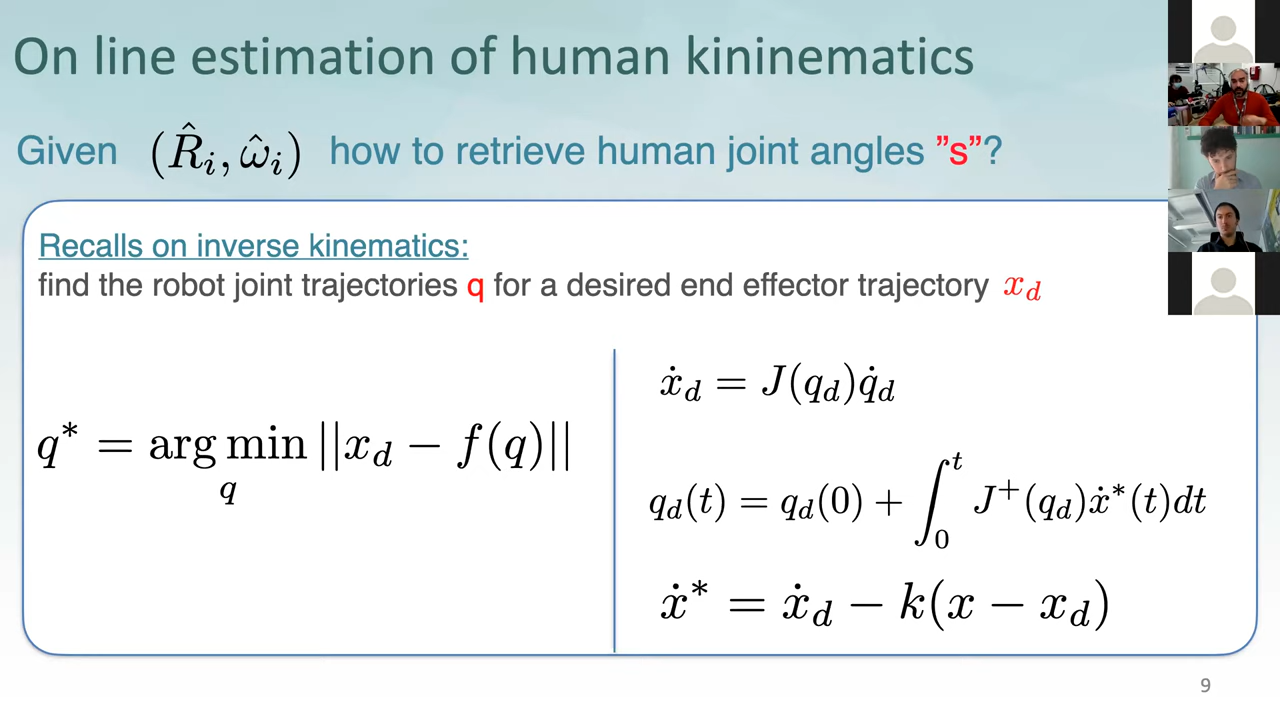 On line estimation of human kininematics
Given (R̂ᵢ, ω̂ᵢ) how to retrieve human joint angles ”s”?
Recalls on inverse kinematics:
find the robot joint trajectories q for a desired end effector trajectory x_d
ẋ_d = J(q_d)q̇_d
q* = arg min_q ||x_d − f(q)||
q_d(t) = q_d(0) + ∫₀ᵗ J⁺(q_d)ẋ*(t)dt
ẋ* = ẋ_d − k(x − x_d)
9